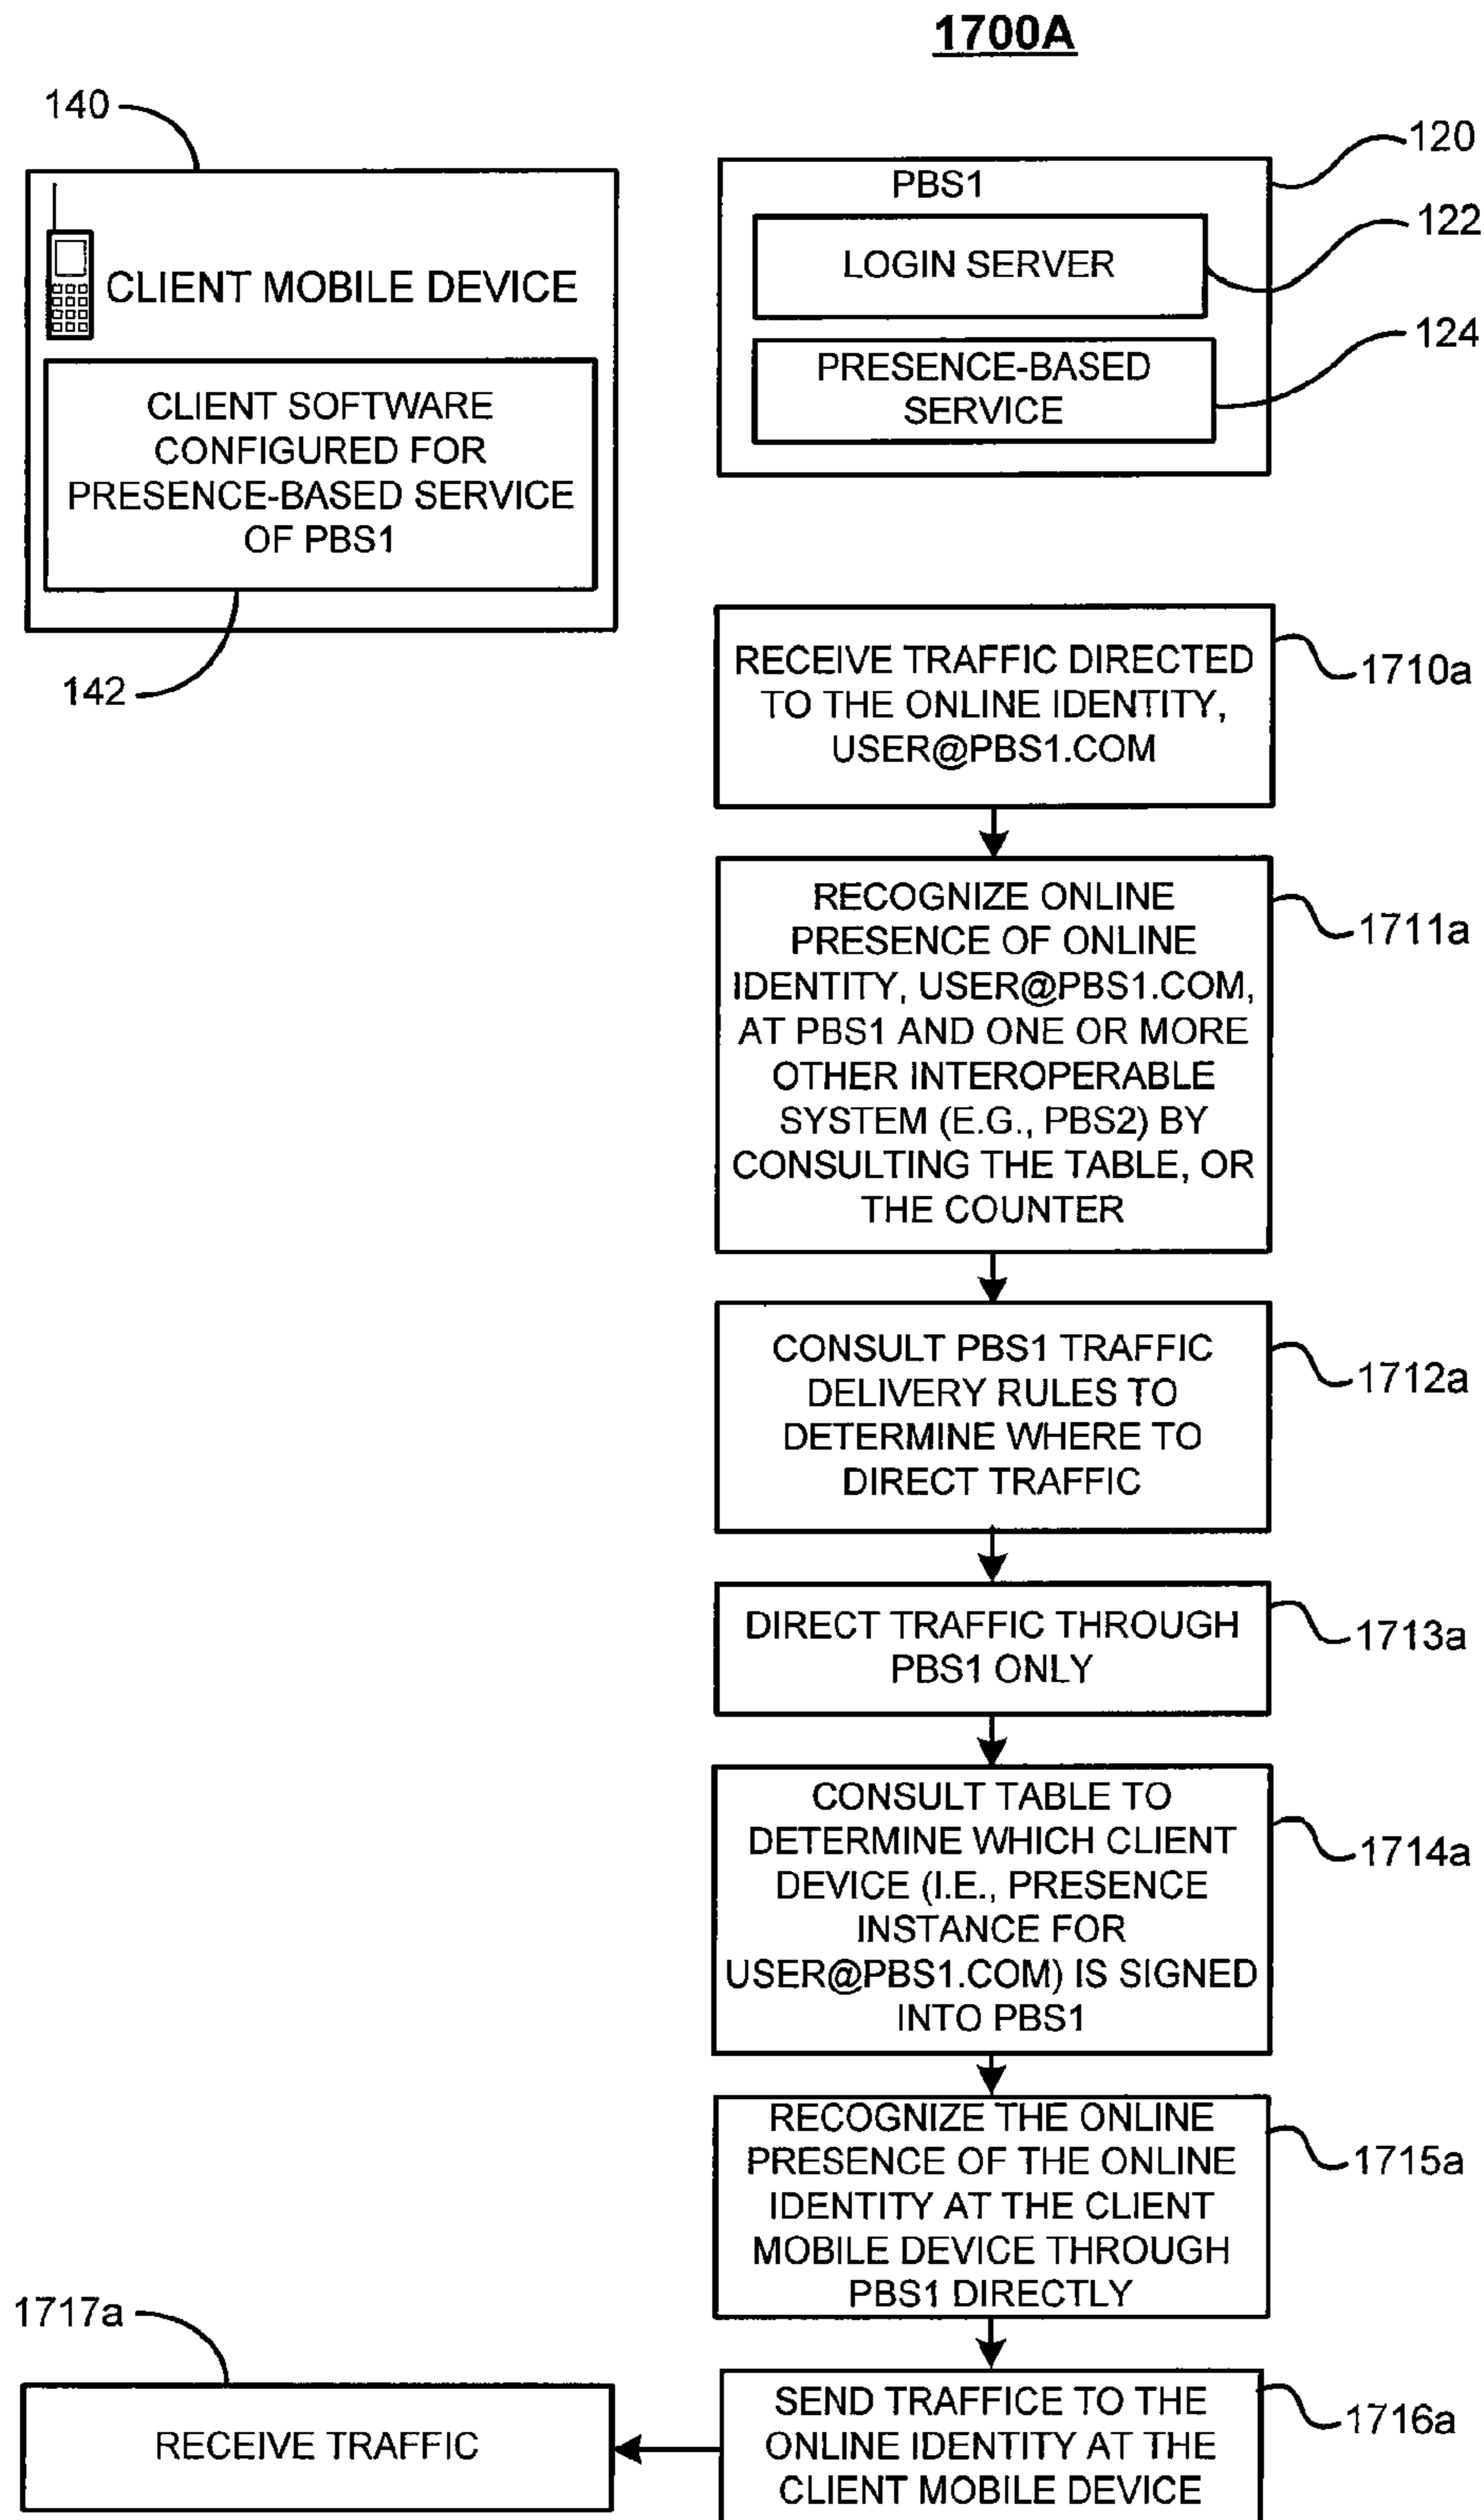 1700A
140
CLIENT MOBILE DEVICE
CLIENT SOFTWARE
CONFIGURED FOR
PRESENCE-BASED SERVICE
OF PBS1
142
120
PBS1
122
LOGIN SERVER
124
PRESENCE-BASED
SERVICE
RECEIVE TRAFFIC DIRECTED
TO THE ONLINE IDENTITY,
USER@PBS1.COM
1710a
RECOGNIZE ONLINE
PRESENCE OF ONLINE
IDENTITY, USER@PBS1.COM,
AT PBS1 AND ONE OR MORE
OTHER INTEROPERABLE
SYSTEM (E.G., PBS2) BY
CONSULTING THE TABLE, OR
THE COUNTER
1711a
CONSULT PBS1 TRAFFIC
DELIVERY RULES TO
DETERMINE WHERE TO
DIRECT TRAFFIC
1712a
DIRECT TRAFFIC THROUGH
PBS1 ONLY
1713a
CONSULT TABLE TO
DETERMINE WHICH CLIENT
DEVICE (I.E., PRESENCE
INSTANCE FOR
USER@PBS1.COM) IS SIGNED
INTO PBS1
1714a
RECOGNIZE THE ONLINE
PRESENCE OF THE ONLINE
IDENTITY AT THE CLIENT
MOBILE DEVICE THROUGH
PBS1 DIRECTLY
1715a
SEND TRAFFICE TO THE
ONLINE IDENTITY AT THE
CLIENT MOBILE DEVICE
1716a
1717a
RECEIVE TRAFFIC